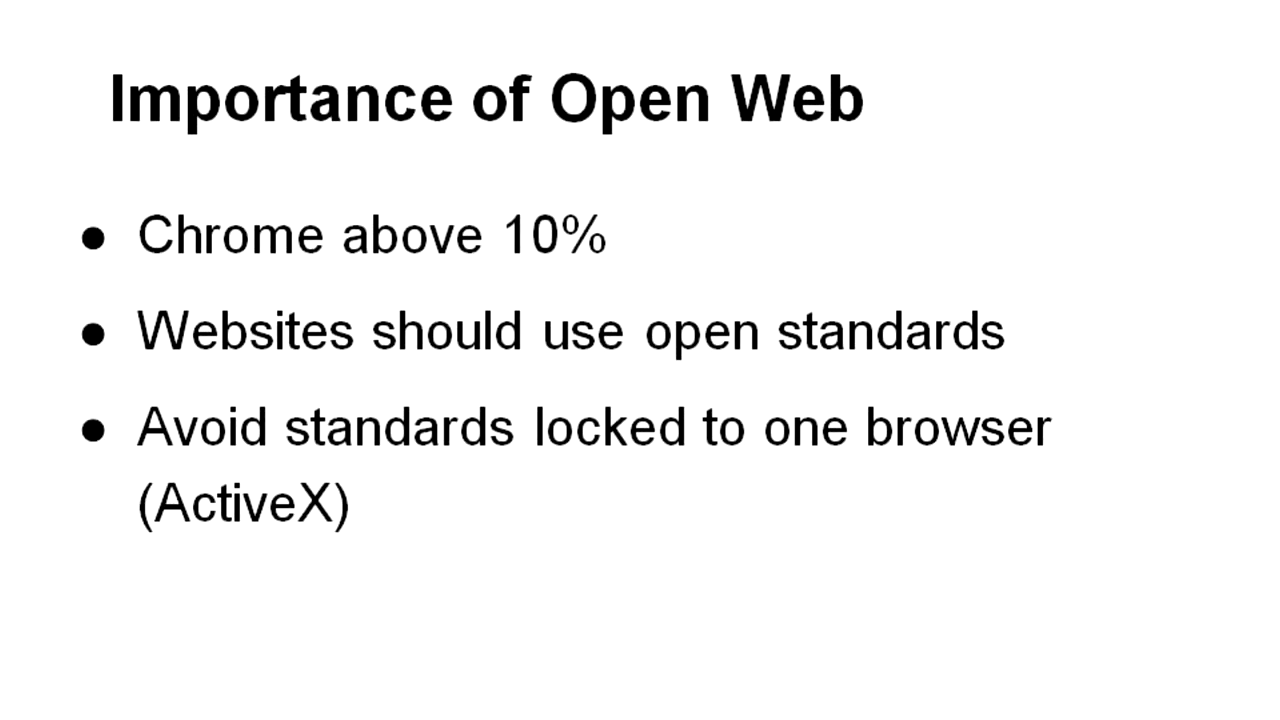 Importance of Open Web
● Chrome above 10%
● Websites should use open standards
● Avoid standards locked to one browser
(ActiveX)